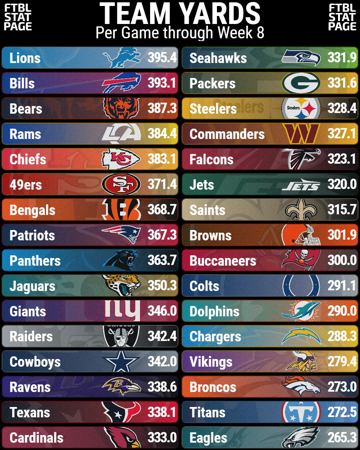 FTBL
STAT
PAGE
TEAM YARDS
Per Game through Week 8
FTBL
STAT
PAGE
Lions 395.4
Bills 393.1
Bears 387.3
Rams 384.4
Chiefs 383.1
49ers 371.4
Bengals 368.7
Patriots 367.3
Panthers 363.7
Jaguars 350.3
Giants ny 346.0
Raiders RAIDERS 342.4
Cowboys 342.0
Ravens 338.6
Texans 338.1
Cardinals 333.0
Seahawks 331.9
Packers G 331.6
Steelers Steelers 328.4
Commanders W 327.1
Falcons 323.1
Jets JETS 320.0
Saints 315.7
Browns 301.9
Buccaneers 300.0
Colts 291.1
Dolphins 290.0
Chargers 288.3
Vikings 279.4
Broncos 273.0
Titans 272.5
Eagles 265.3